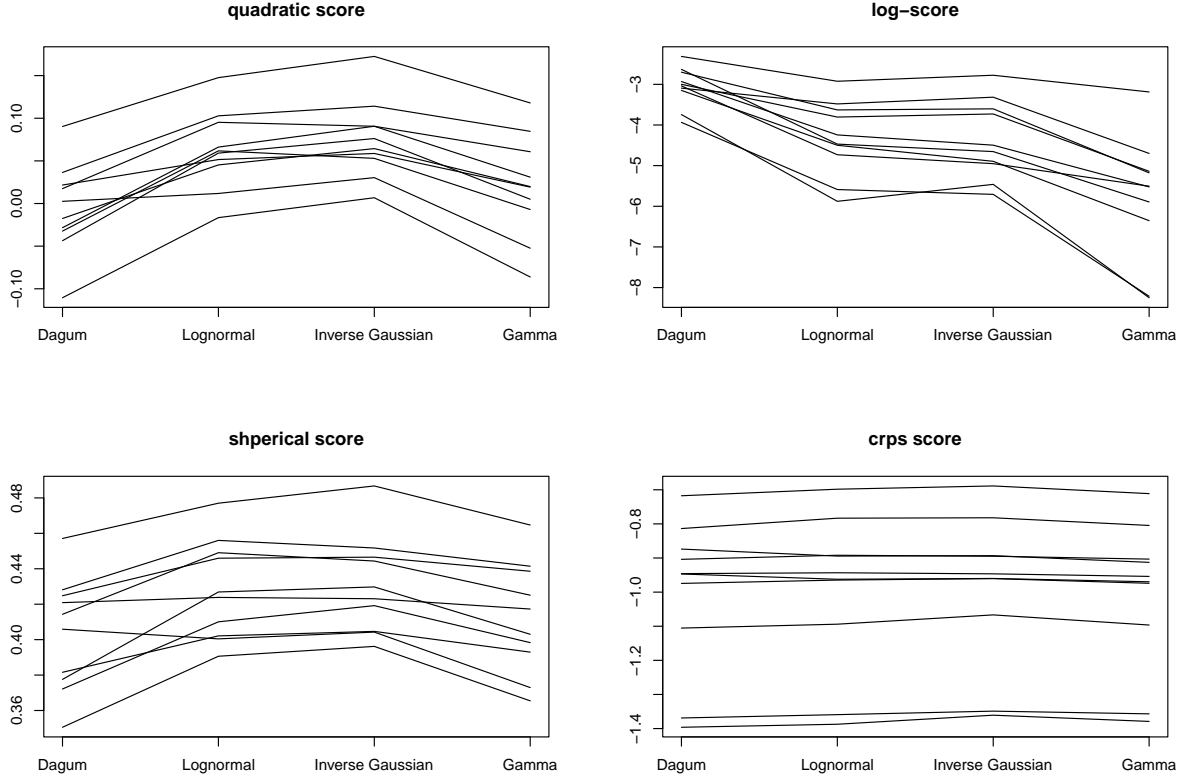 quadratic score
0.10
0.00
−0.10
Dagum
Lognormal
Inverse Gaussian
Gamma
log−score
−3
−4
−5
−6
−7
−8
Dagum
Lognormal
Inverse Gaussian
Gamma
shperical score
0.48
0.44
0.40
0.36
Dagum
Lognormal
Inverse Gaussian
Gamma
crps score
−0.8
−1.0
−1.2
−1.4
Dagum
Lognormal
Inverse Gaussian
Gamma